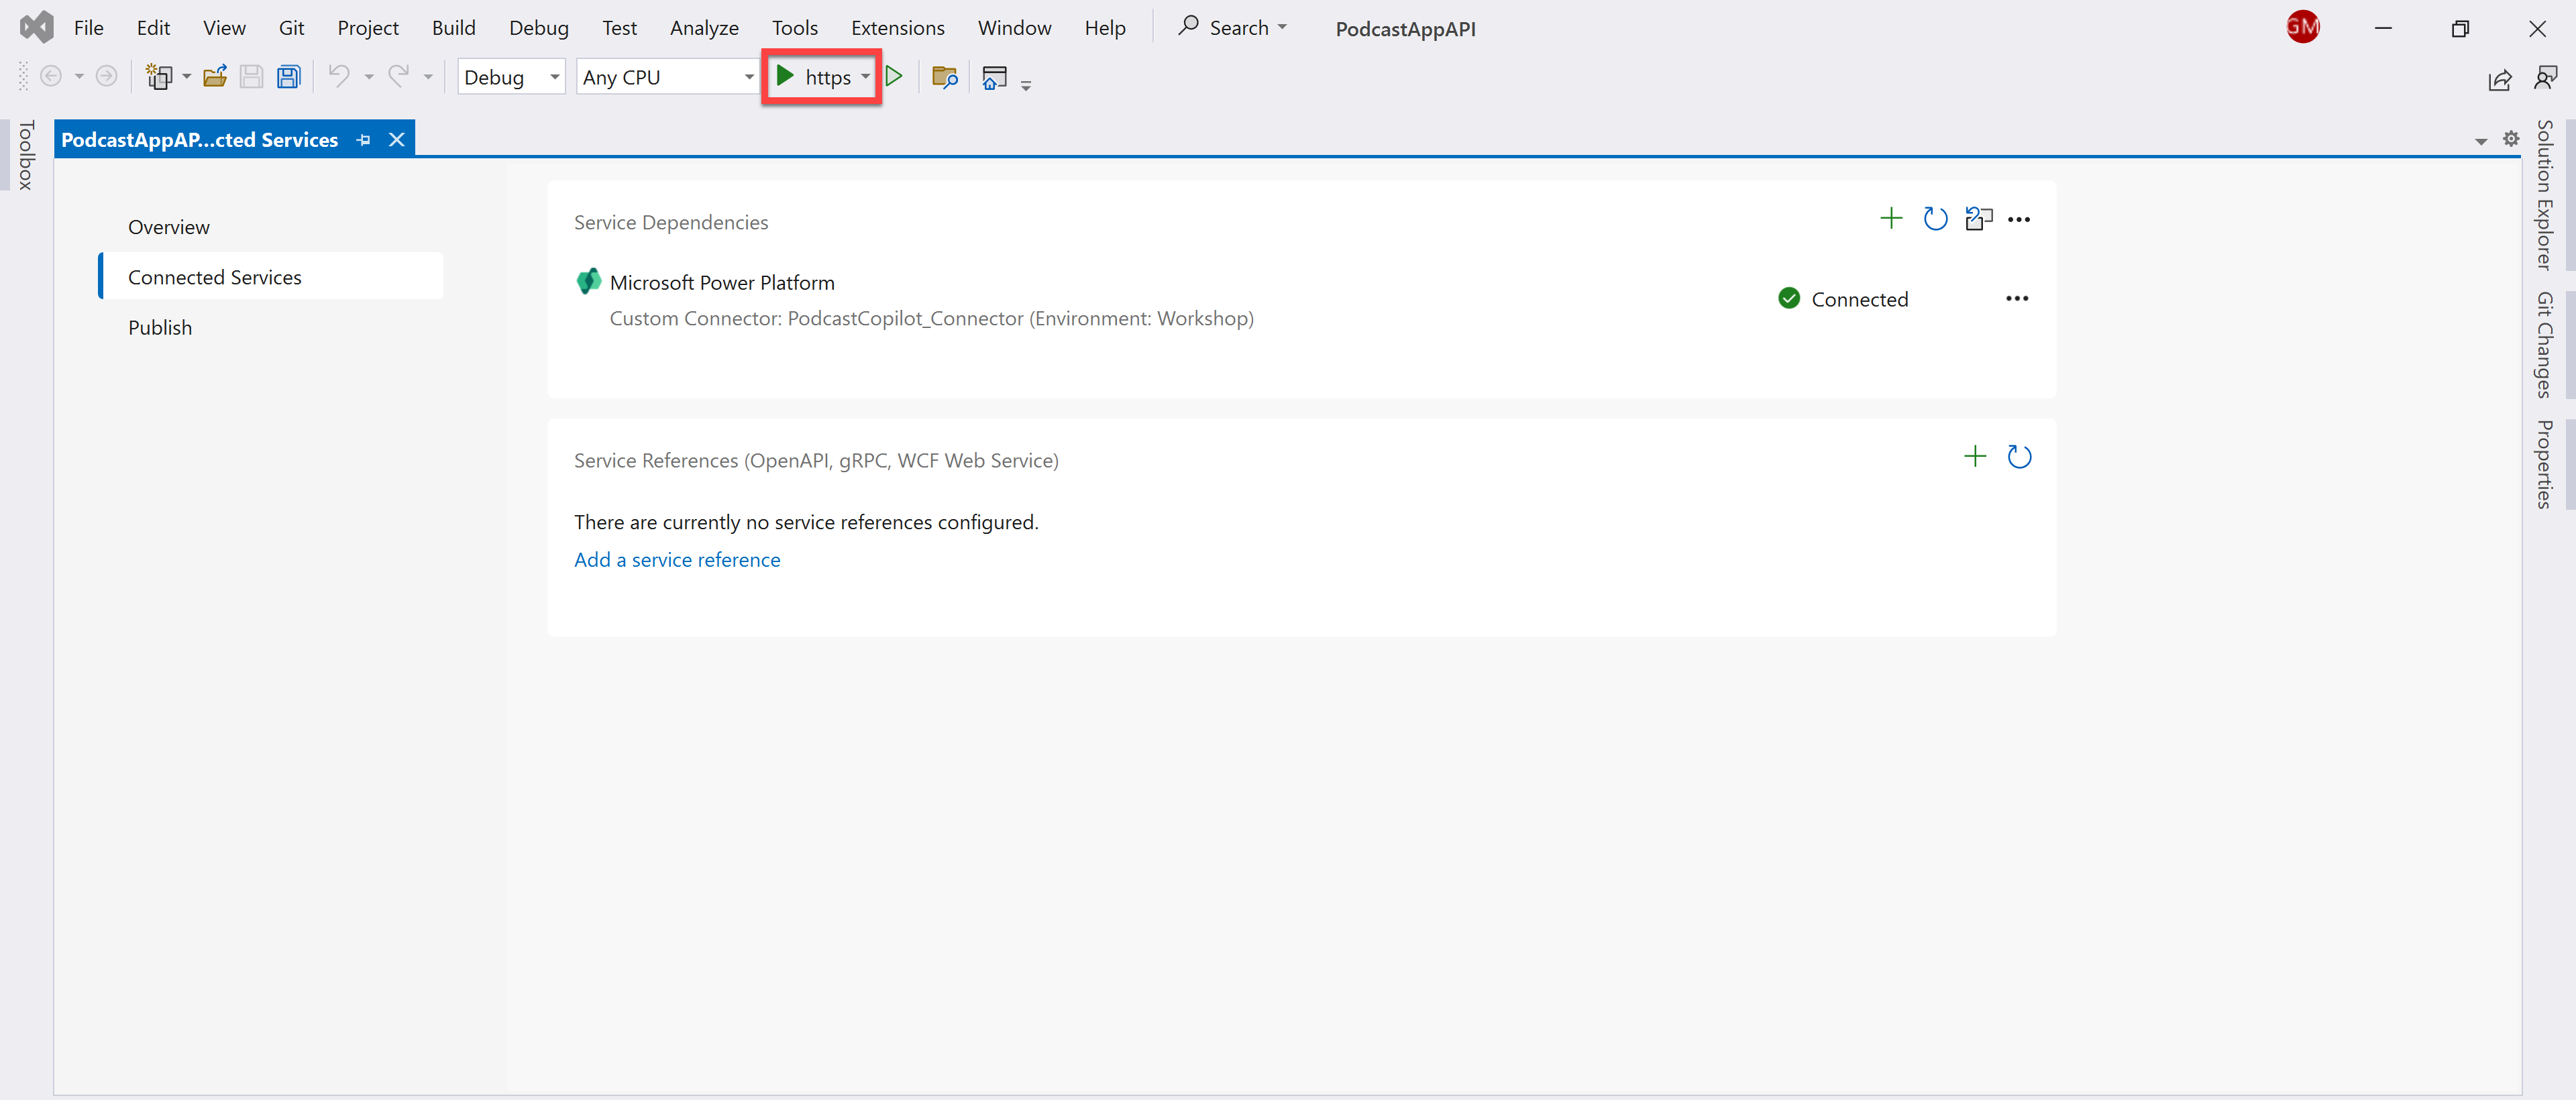 File Edit View Git Project Build Debug Test Analyze Tools Extensions Window Help Search PodcastAppAPI GM
Debug Any CPU https
Toolbox
PodcastAppAP...cted Services
Overview
Connected Services
Publish
Service Dependencies
Microsoft Power Platform
Custom Connector: PodcastCopilot_Connector (Environment: Workshop)
Connected
Service References (OpenAPI, gRPC, WCF Web Service)
There are currently no service references configured.
Add a service reference
Solution Explorer
Git Changes
Properties